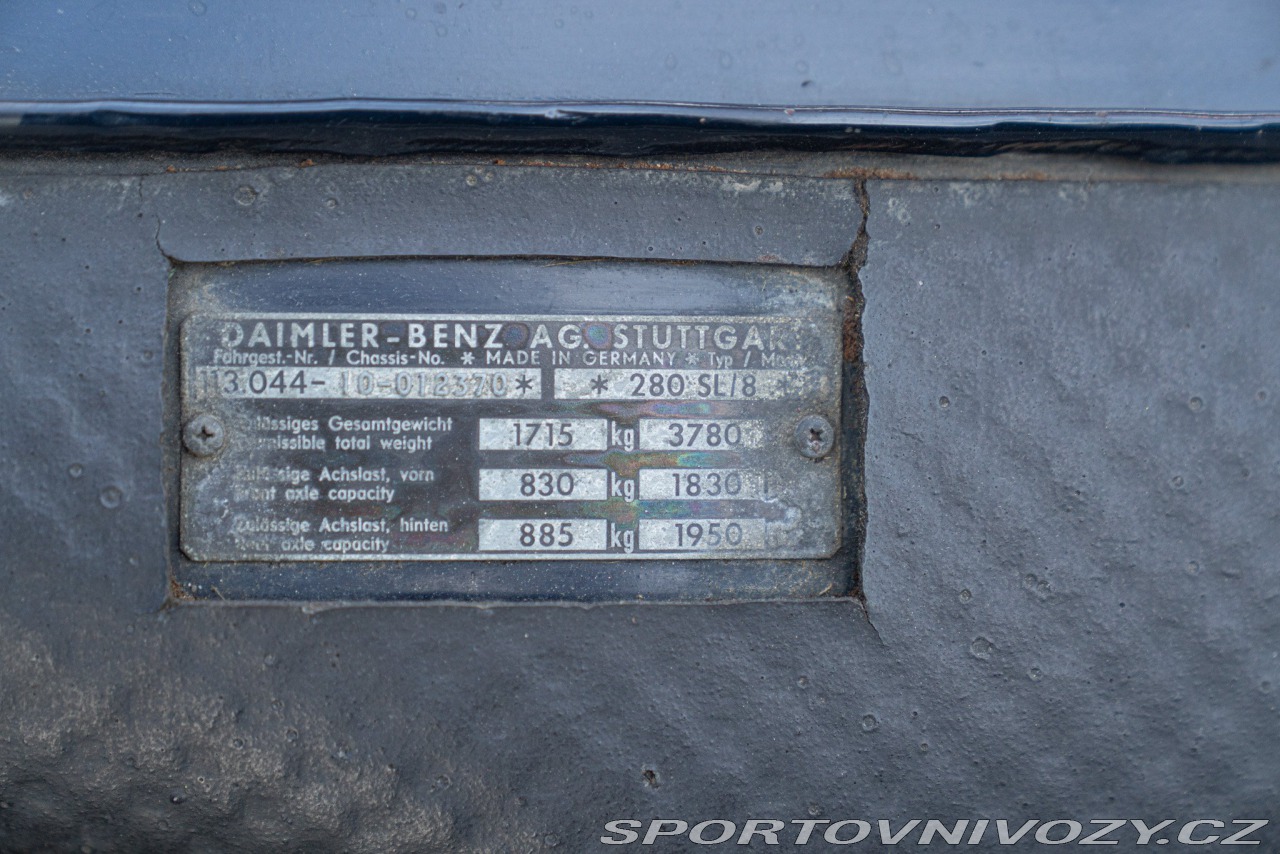 DAIMLER-BENZ AG. STUTTGART
Fahrgest.-Nr. / Chassis-No. * MADE IN GERMANY * Typ /
113.044-10-012370* * 280 SL/8 *
Zulässiges Gesamtgewicht 1715 kg 3780
Permissible total weight
Zulässige Achslast, vorn 830 kg 1830
Front axle capacity
Zulässige Achslast, hinten 885 kg 1950
axle capacity
SPORTOVNIVOZY.CZ